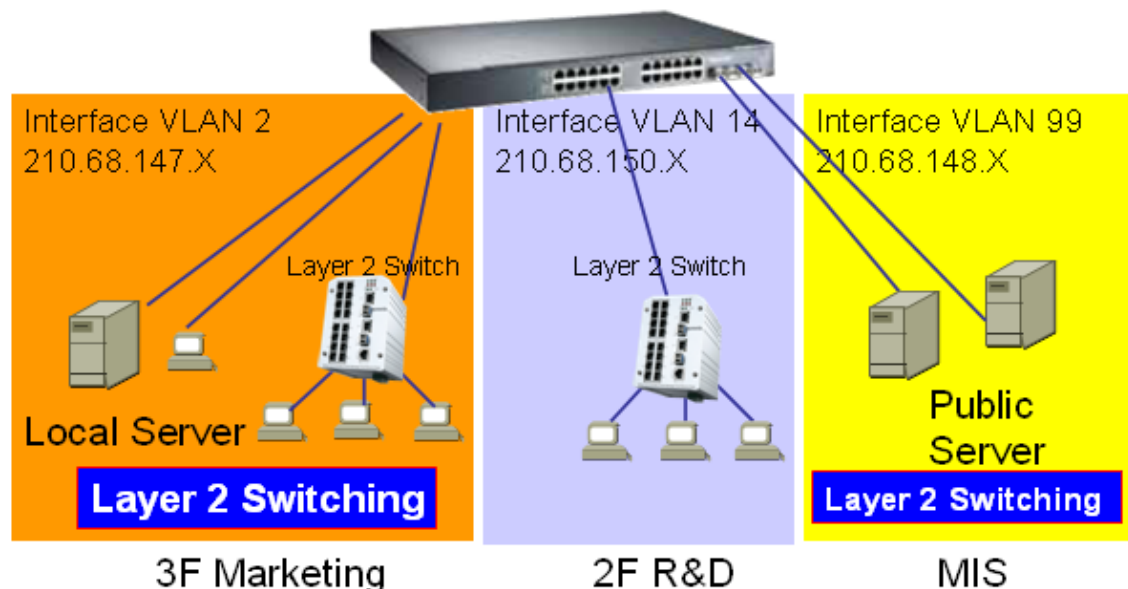 Interface VLAN 2
210.68.147.X
Interface VLAN 14
210.68.150.X
Interface VLAN 99
210.68.148.X
Layer 2 Switch
Layer 2 Switch
Local Server
Public
Server
Layer 2 Switching
Layer 2 Switching
3F Marketing
2F R&D
MIS